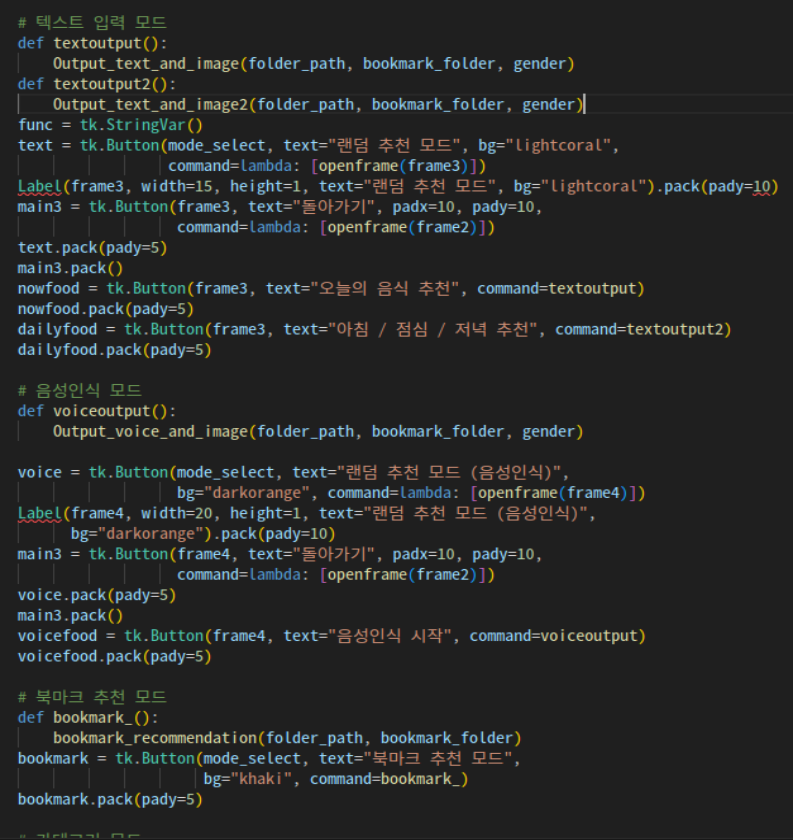 # 텍스트 입력 모드
def textoutput():
    Output_text_and_image(folder_path, bookmark_folder, gender)
def textoutput2():
    Output_text_and_image2(folder_path, bookmark_folder, gender)
func = tk.StringVar()
text = tk.Button(mode_select, text="랜덤 추천 모드", bg="lightcoral",
                 command=lambda: [openframe(frame3)])
Label(frame3, width=15, height=1, text="랜덤 추천 모드", bg="lightcoral").pack(pady=10)
main3 = tk.Button(frame3, text="돌아가기", padx=10, pady=10,
                  command=lambda: [openframe(frame2)])
text.pack(pady=5)
main3.pack()
nowfood = tk.Button(frame3, text="오늘의 음식 추천", command=textoutput)
nowfood.pack(pady=5)
dailyfood = tk.Button(frame3, text="아침 / 점심 / 저녁 추천", command=textoutput2)
dailyfood.pack(pady=5)

# 음성인식 모드
def voiceoutput():
    Output_voice_and_image(folder_path, bookmark_folder, gender)

voice = tk.Button(mode_select, text="랜덤 추천 모드 (음성인식)",
                  bg="darkorange", command=lambda: [openframe(frame4)])
Label(frame4, width=20, height=1, text="랜덤 추천 모드 (음성인식)",
      bg="darkorange").pack(pady=10)
main3 = tk.Button(frame4, text="돌아가기", padx=10, pady=10,
                  command=lambda: [openframe(frame2)])
voice.pack(pady=5)
main3.pack()
voicefood = tk.Button(frame4, text="음성인식 시작", command=voiceoutput)
voicefood.pack(pady=5)

# 북마크 추천 모드
def bookmark_():
    bookmark_recommendation(folder_path, bookmark_folder)
bookmark = tk.Button(mode_select, text="북마크 추천 모드",
                     bg="khaki", command=bookmark_)
bookmark.pack(pady=5)